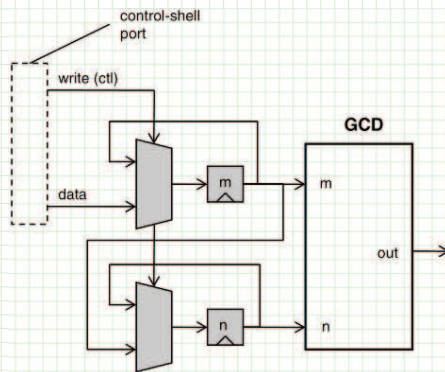 control-shell
port
write (ctl)
GCD
m
m
data
out
n
n